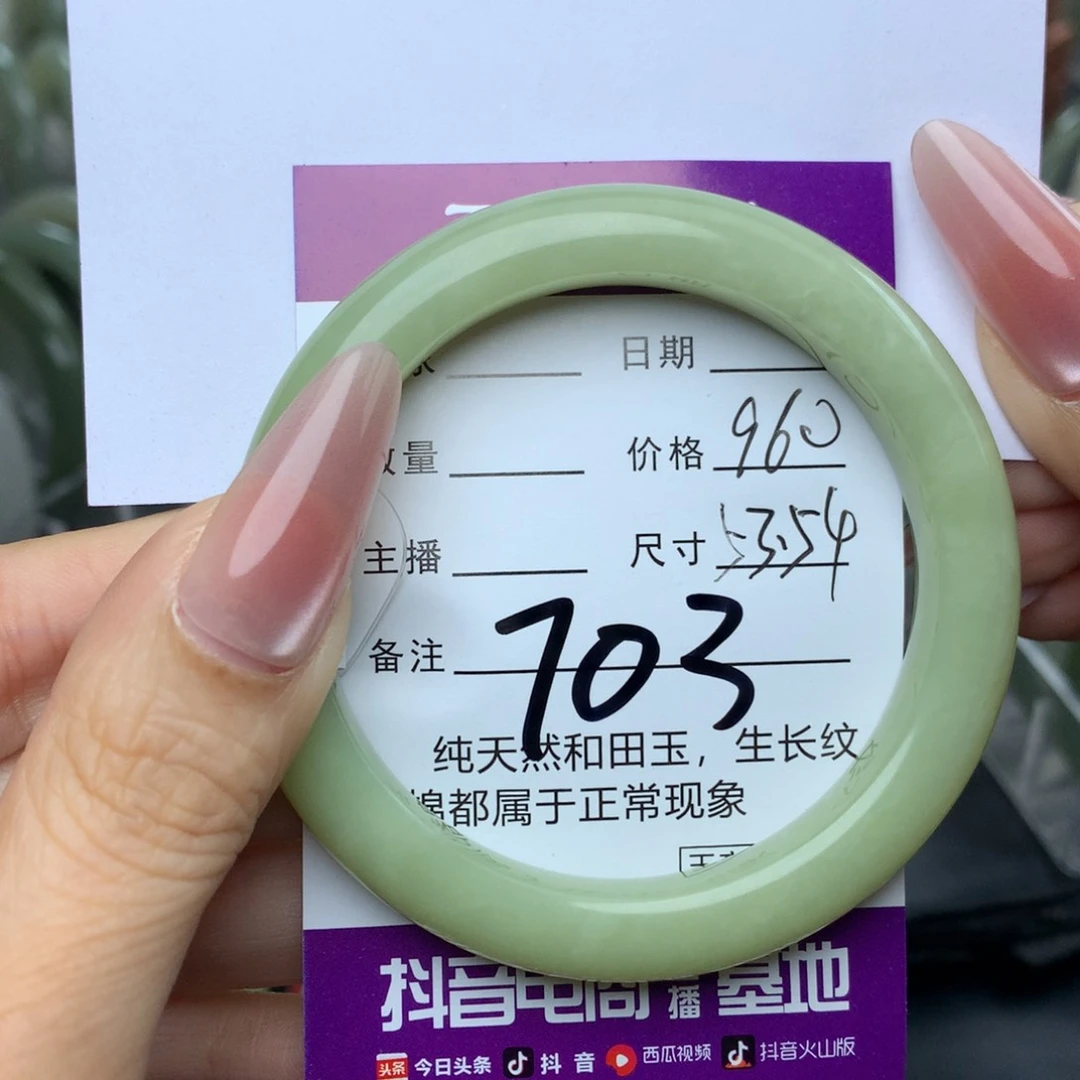 日期
量 价格 960
主播 尺寸 53.54
备注 703
纯天然和田玉，生长纹
棉都属于正常现象
抖音电商 播 基地
头条 今日头条 抖音 西瓜视频 抖音火山版